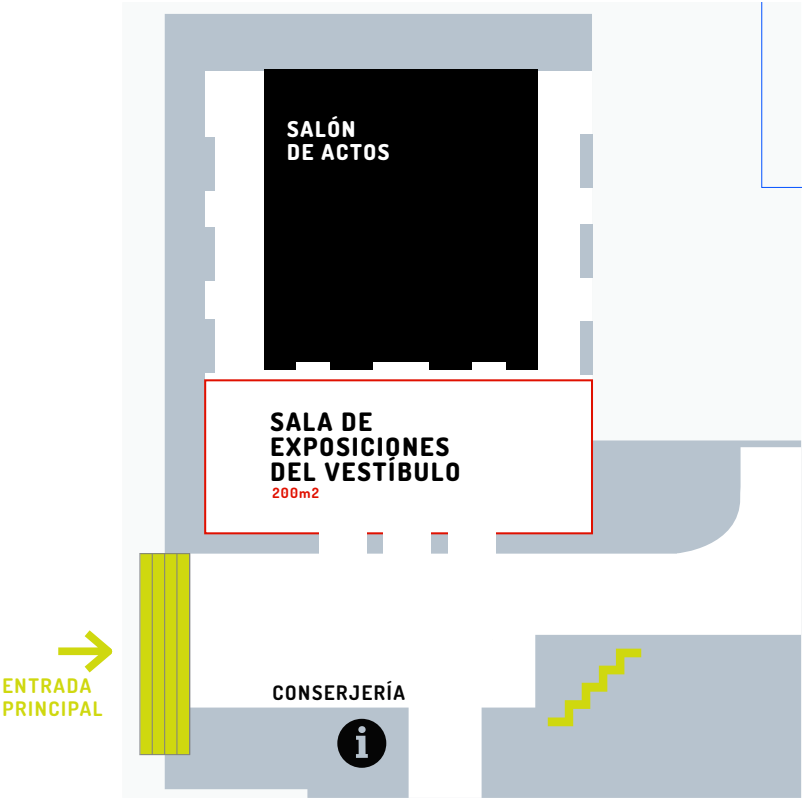 SALÓN
DE ACTOS
SALA DE
EXPOSICIONES
DEL VESTÍBULO
200m2
ENTRADA
PRINCIPAL
CONSERJERÍA
i